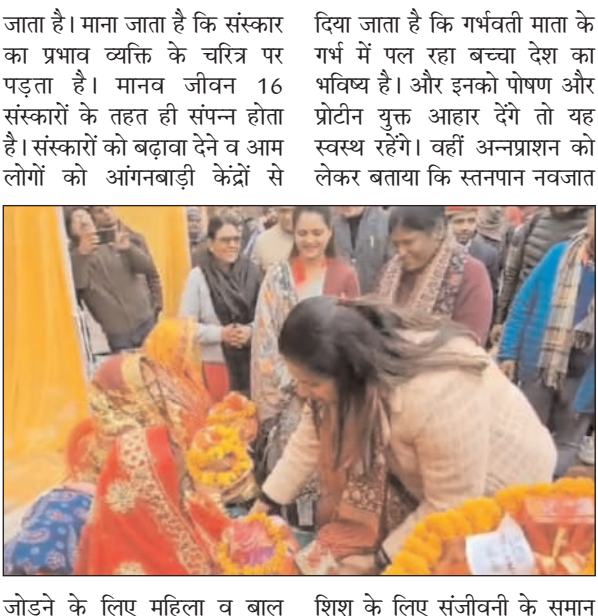 जाता है। माना जाता है कि संस्कार
का प्रभाव व्यक्ति के चरित्र पर
पड़ता है। मानव जीवन 16
संस्कारों के तहत ही संपन्न होता
है। संस्कारों को बढ़ावा देने व आम
लोगों को आंगनबाड़ी केंद्रों से
जोड़ने के लिए महिला व बाल
दिया जाता है कि गर्भवती माता के
गर्भ में पल रहा बच्चा देश का
भविष्य है। और इनको पोषण और
प्रोटीन युक्त आहार देंगे तो यह
स्वस्थ रहेंगे। वहीं अन्नप्राशन को
लेकर बताया कि स्तनपान नवजात
शिशु के लिए संजीवनी के समान